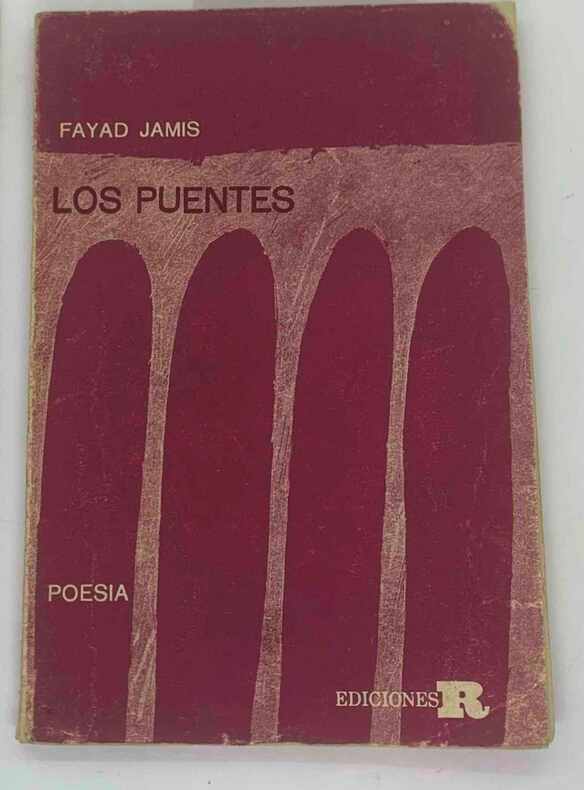 FAYAD JAMIS
LOS PUENTES
POESIA
EDICIONES R